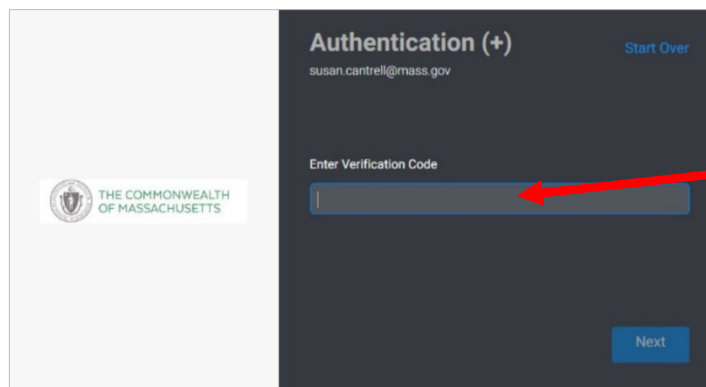 Authentication (+)
Start Over
susan.cantrell@mass.gov
Enter Verification Code
THE COMMONWEALTH
OF MASSACHUSETTS
Next